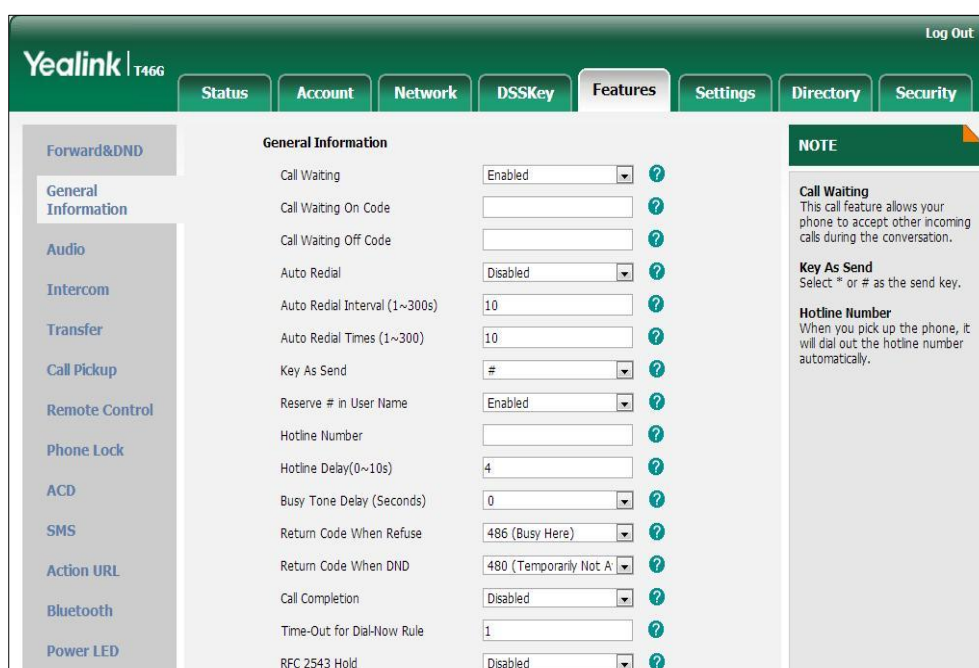 Log Out
Yealink T46G
Status Account Network DSSKey Features Settings Directory Security
Forward&DND
General
Information
Audio
Intercom
Transfer
Call Pickup
Remote Control
Phone Lock
ACD
SMS
Action URL
Bluetooth
Power LED
General Information
Call Waiting Enabled ?
Call Waiting On Code ?
Call Waiting Off Code ?
Auto Redial Disabled ?
Auto Redial Interval (1~300s) 10 ?
Auto Redial Times (1~300) 10 ?
Key As Send # ?
Reserve # in User Name Enabled ?
Hotline Number ?
Hotline Delay(0~10s) 4 ?
Busy Tone Delay (Seconds) 0 ?
Return Code When Refuse 486 (Busy Here) ?
Return Code When DND 480 (Temporarily Not A ?
Call Completion Disabled ?
Time-Out for Dial-Now Rule 1 ?
RFC 2543 Hold Disabled ?
NOTE
Call Waiting
This call feature allows your
phone to accept other incoming
calls during the conversation.
Key As Send
Select * or # as the send key.
Hotline Number
When you pick up the phone, it
will dial out the hotline number
automatically.